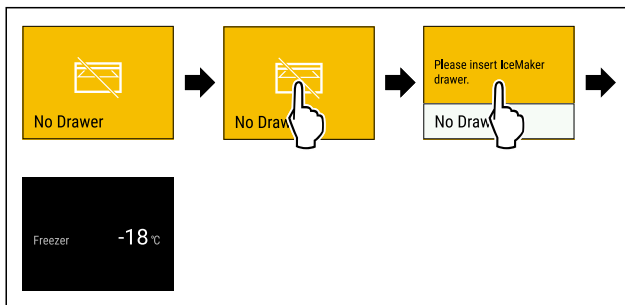 No Drawer
No Draw
Please insert IceMaker
drawer.
No Draw
Freezer -18 °C